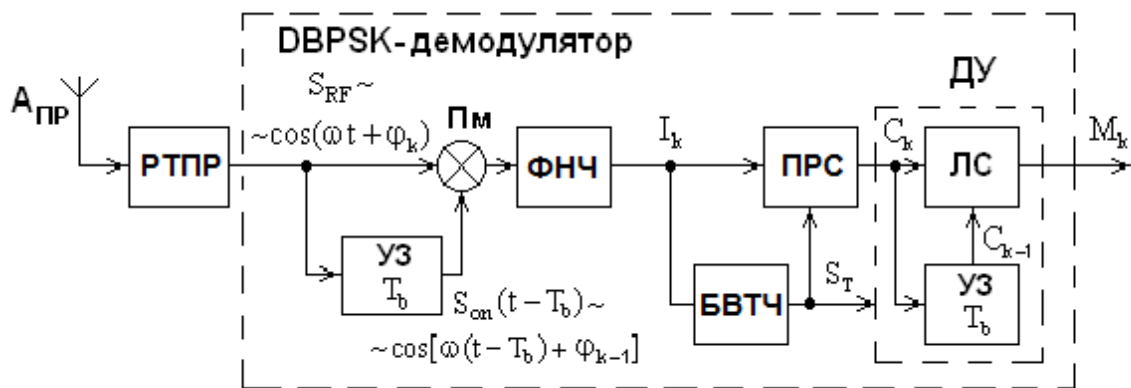 DBPSK-демодулятор
ДУ
A_ПР
S_RF ~
~cos(ωt+φ_k)
Пм
I_k
C_k
M_k
РТПР
ФНЧ
ПРС
ЛС
УЗ
T_b
S_оп(t−T_b)~
~cos[ω(t−T_b)+φ_k−1]
БВТЧ
S_T
C_k−1
УЗ
T_b